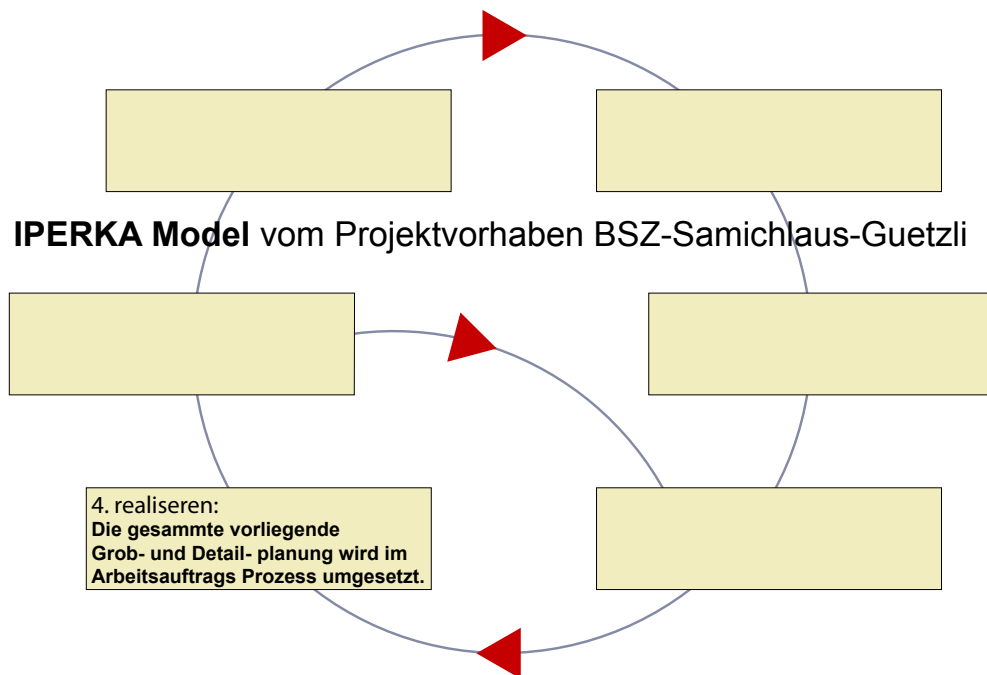 IPERKA Model vom Projektvorhaben BSZ-Samichlaus-Guetzli
4. realiseren:
Die gesammte vorliegende
Grob- und Detail- planung wird im
Arbeitsauftrags Prozess umgesetzt.